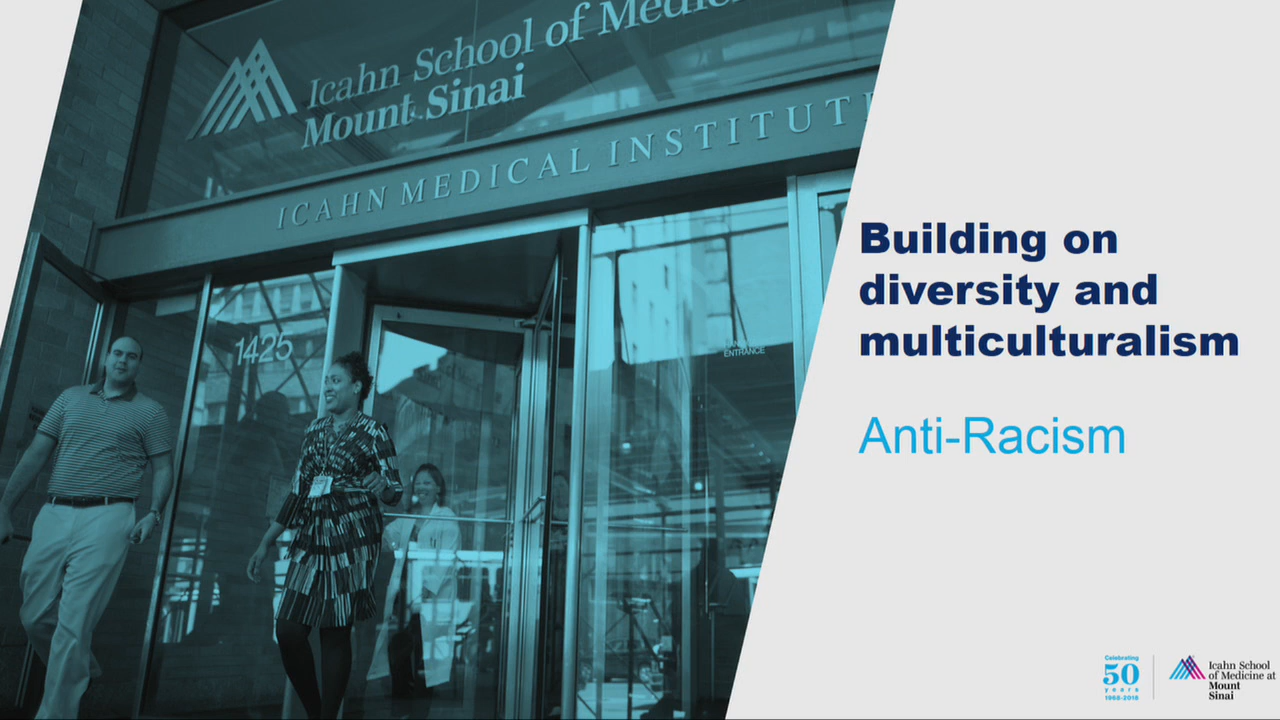 Icahn School of Medic
Mount Sinai
ICAHN MEDICAL INSTITUT
1425
ENTRANCE
Building on
diversity and
multiculturalism
Anti-Racism
Celebrating
50
years
1968-2018
Icahn School
of Medicine at
Mount
Sinai